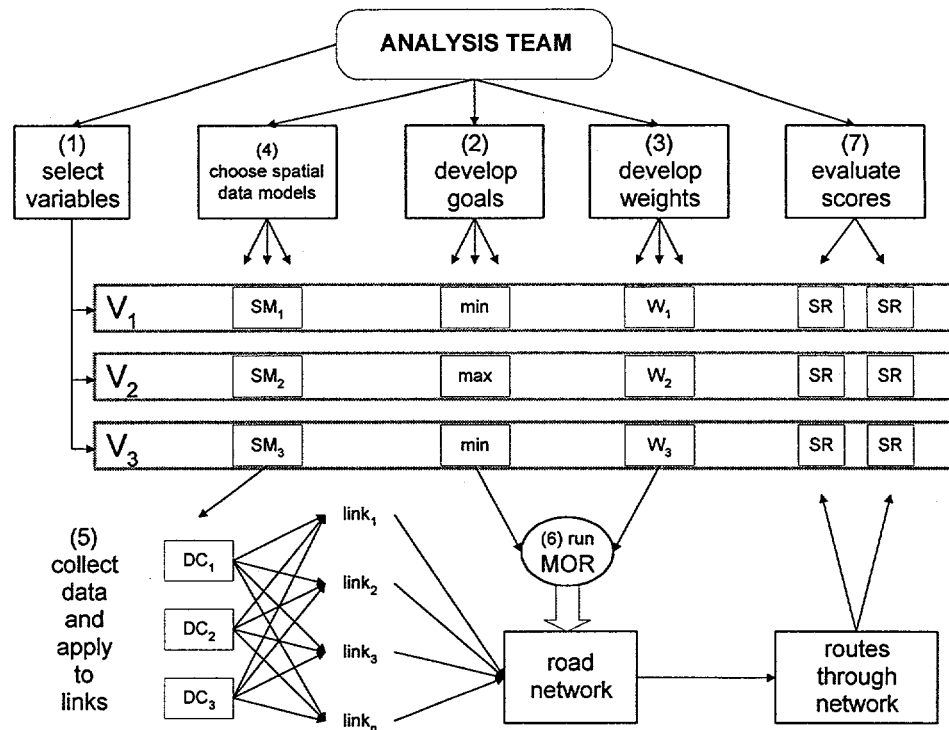 ANALYSIS TEAM
(1)
select
variables
(4)
choose spatial
data models
(2)
develop
goals
(3)
develop
weights
(7)
evaluate
scores
V1 SM1 min W1 SR SR
V2 SM2 max W2 SR SR
V3 SM3 min W3 SR SR
(5)
collect
data
and
apply
to
links
DC1
DC2
DC3
link1
link2
link3
linkn
(6) run
MOR
road
network
routes
through
network